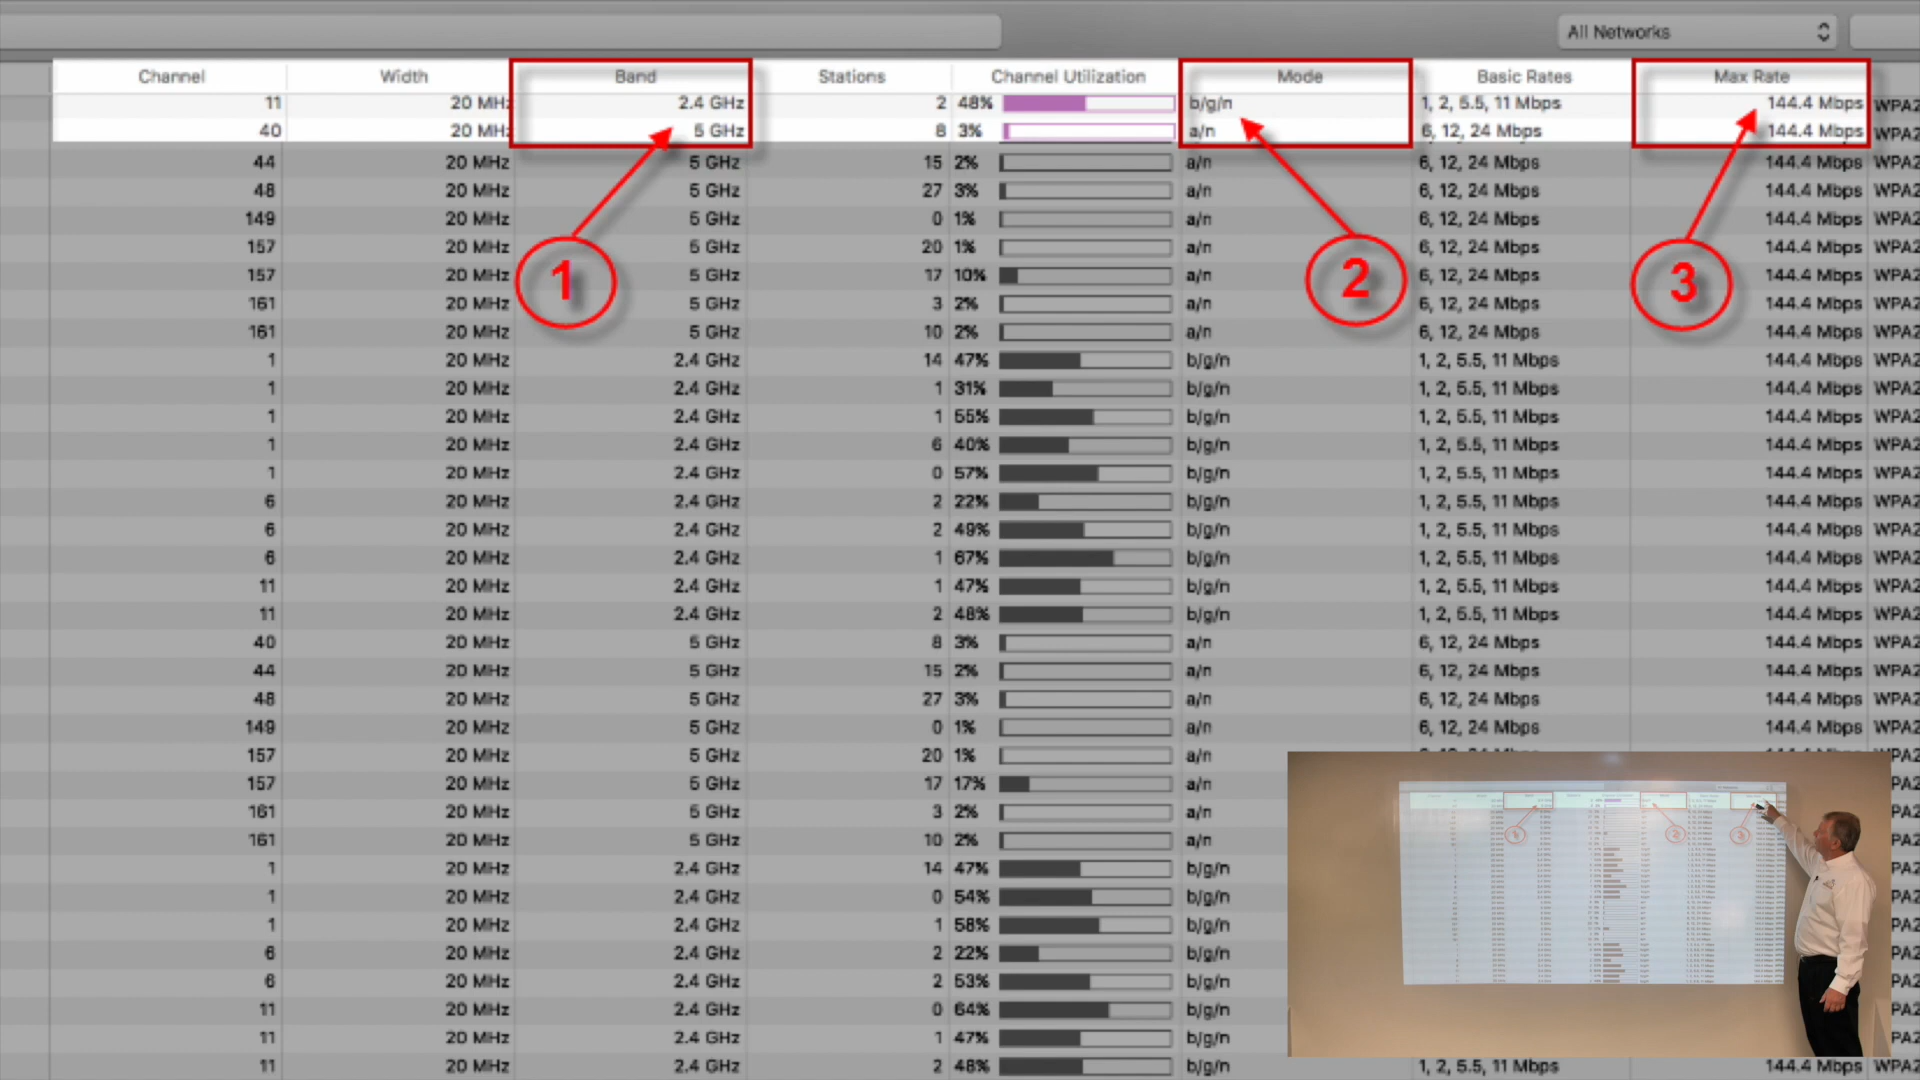 All Networks
Channel Width Band Stations Channel Utilization Mode Basic Rates Max Rate
11 20 MHz 2.4 GHz 2 48% b/g/n 1, 2, 5.5, 11 Mbps 144.4 Mbps WPA2
40 20 MHz 5 GHz 8 3% a/n 6, 12, 24 Mbps 144.4 Mbps WPA2
44 20 MHz 5 GHz 15 2% a/n 6, 12, 24 Mbps 144.4 Mbps WPA2
48 20 MHz 5 GHz 27 3% a/n 6, 12, 24 Mbps 144.4 Mbps WPA2
149 20 MHz 5 GHz 0 1% a/n 6, 12, 24 Mbps 144.4 Mbps WPA2
157 20 MHz 5 GHz 20 1% a/n 6, 12, 24 Mbps 144.4 Mbps WPA2
157 20 MHz 5 GHz 17 10% a/n 6, 12, 24 Mbps 144.4 Mbps WPA2
1 2 3
161 20 MHz 5 GHz 3 2% a/n 6, 12, 24 Mbps 144.4 Mbps WPA2
161 20 MHz 5 GHz 10 2% a/n 6, 12, 24 Mbps 144.4 Mbps WPA2
1 20 MHz 2.4 GHz 14 47% b/g/n 1, 2, 5.5, 11 Mbps 144.4 Mbps WPA2
1 20 MHz 2.4 GHz 1 31% b/g/n 1, 2, 5.5, 11 Mbps 144.4 Mbps WPA2
1 20 MHz 2.4 GHz 1 55% b/g/n 1, 2, 5.5, 11 Mbps 144.4 Mbps WPA2
1 20 MHz 2.4 GHz 6 40% b/g/n 1, 2, 5.5, 11 Mbps 144.4 Mbps WPA2
1 20 MHz 2.4 GHz 0 57% b/g/n 1, 2, 5.5, 11 Mbps 144.4 Mbps WPA2
6 20 MHz 2.4 GHz 2 22% b/g/n 1, 2, 5.5, 11 Mbps 144.4 Mbps WPA2
6 20 MHz 2.4 GHz 2 49% b/g/n 1, 2, 5.5, 11 Mbps 144.4 Mbps WPA2
6 20 MHz 2.4 GHz 1 67% b/g/n 1, 2, 5.5, 11 Mbps 144.4 Mbps WPA2
11 20 MHz 2.4 GHz 1 47% b/g/n 1, 2, 5.5, 11 Mbps 144.4 Mbps WPA2
11 20 MHz 2.4 GHz 2 48% b/g/n 1, 2, 5.5, 11 Mbps 144.4 Mbps WPA2
40 20 MHz 5 GHz 8 3% a/n 6, 12, 24 Mbps 144.4 Mbps WPA2
44 20 MHz 5 GHz 15 2% a/n 6, 12, 24 Mbps 144.4 Mbps WPA2
48 20 MHz 5 GHz 27 3% a/n 6, 12, 24 Mbps 144.4 Mbps WPA2
149 20 MHz 5 GHz 0 1% a/n 6, 12, 24 Mbps 144.4 Mbps WPA2
157 20 MHz 5 GHz 20 1% a/n PA2
157 20 MHz 5 GHz 17 17% a/n PA2
161 20 MHz 5 GHz 3 2% a/n PA2
161 20 MHz 5 GHz 10 2% a/n PA2
1 20 MHz 2.4 GHz 14 47% b/g/n PA2
1 20 MHz 2.4 GHz 0 54% b/g/n PA2
1 20 MHz 2.4 GHz 1 58% b/g/n PA2
6 20 MHz 2.4 GHz 2 22% b/g/n PA2
6 20 MHz 2.4 GHz 2 53% b/g/n PA2
11 20 MHz 2.4 GHz 0 64% b/g/n PA2
11 20 MHz 2.4 GHz 1 47% b/g/n PA2
11 20 MHz 2.4 GHz 2 48% b/g/n 1, 2, 5.5, 11 Mbps 144.4 Mbps WPA2